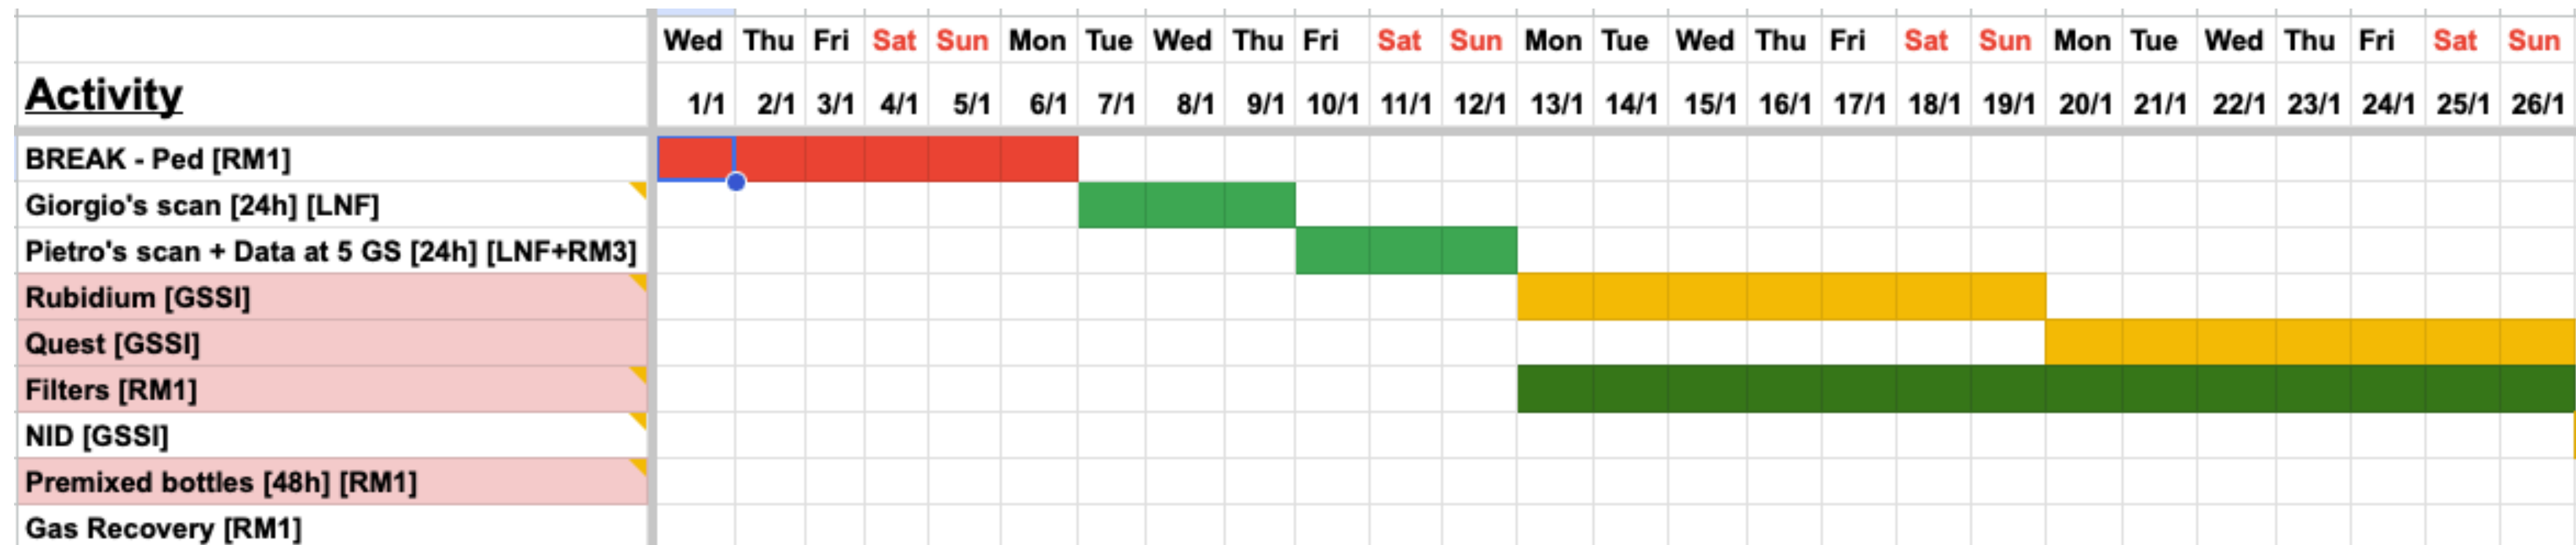 Wed Thu Fri Sat Sun Mon Tue Wed Thu Fri Sat Sun Mon Tue Wed Thu Fri Sat Sun Mon Tue Wed Thu Fri Sat Sun
Activity 1/1 2/1 3/1 4/1 5/1 6/1 7/1 8/1 9/1 10/1 11/1 12/1 13/1 14/1 15/1 16/1 17/1 18/1 19/1 20/1 21/1 22/1 23/1 24/1 25/1 26/1
BREAK - Ped [RM1]
Giorgio's scan [24h] [LNF]
Pietro's scan + Data at 5 GS [24h] [LNF+RM3]
Rubidium [GSSI]
Quest [GSSI]
Filters [RM1]
NID [GSSI]
Premixed bottles [48h] [RM1]
Gas Recovery [RM1]